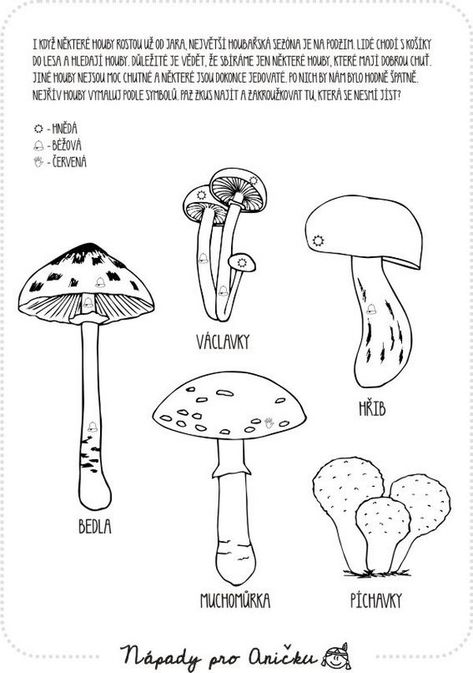 I KDYŽ NĚKTERÉ HOUBY ROSTOU UŽ OD JARA, NEJVĚTŠÍ HOUBAŘSKÁ SEZÓNA JE NA PODZIM. LIDÉ CHODÍ S KOŠÍKY
DO LESA A HLEDAJÍ HOUBY. DŮLEŽITÉ JE VĚDĚT, ŽE SBÍRÁME JEN NĚKTERÉ HOUBY, KTERÉ MAJÍ DOBROU CHUŤ.
JINÉ HOUBY NEJSOU MOC CHUTNÉ A NĚKTERÉ JSOU DOKONCE JEDOVATÉ. PO NICH BY NÁM BYLO HODNĚ ŠPATNĚ.
NEJŘÍV HOUBY VYMALUJ PODLE SYMBOLŮ. PAZ ZKUS NAJÍT A ZAKROUŽKOVAT TU, KTERÁ SE NESMÍ JÍST?
- HNĚDÁ
- BÉŽOVÁ
- ČERVENÁ
VÁCLAVKY
HŘIB
BEDLA
MUCHOMŮRKA
PÍCHAVKY
Nápady pro Aničku